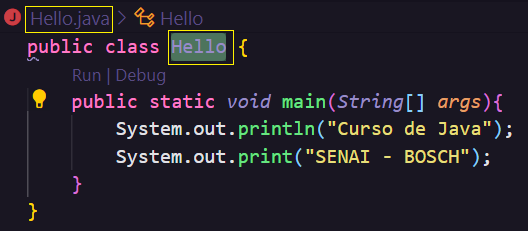 Hello.java > Hello
public class Hello {
Run | Debug
public static void main(String[] args){
System.out.println("Curso de Java");
System.out.print("SENAI - BOSCH");
}
}